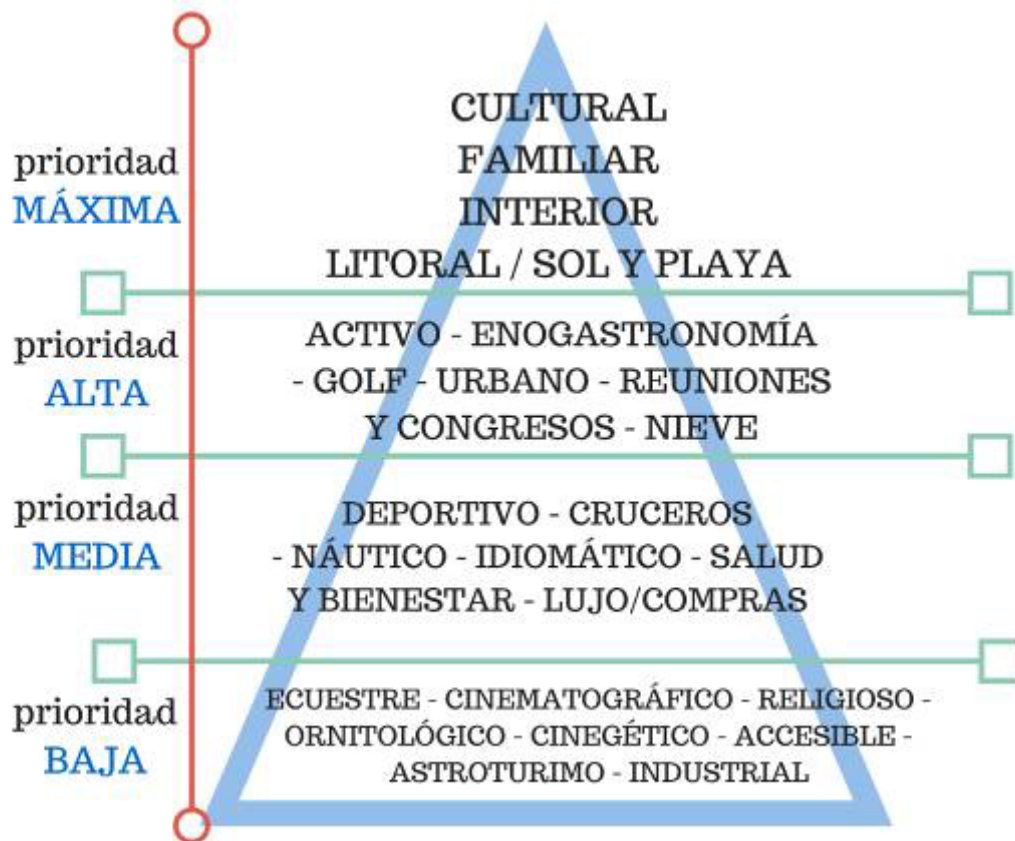 prioridad
MÁXIMA
CULTURAL
FAMILIAR
INTERIOR
LITORAL / SOL Y PLAYA
prioridad
ALTA
ACTIVO - ENOGASTRONOMÍA
- GOLF - URBANO - REUNIONES
Y CONGRESOS - NIEVE
prioridad
MEDIA
DEPORTIVO - CRUCEROS
- NÁUTICO - IDIOMÁTICO - SALUD
Y BIENESTAR - LUJO/COMPRAS
prioridad
BAJA
ECUESTRE - CINEMATOGRÁFICO - RELIGIOSO -
ORNITOLÓGICO - CINEGÉTICO - ACCESIBLE -
ASTROTURIMO - INDUSTRIAL